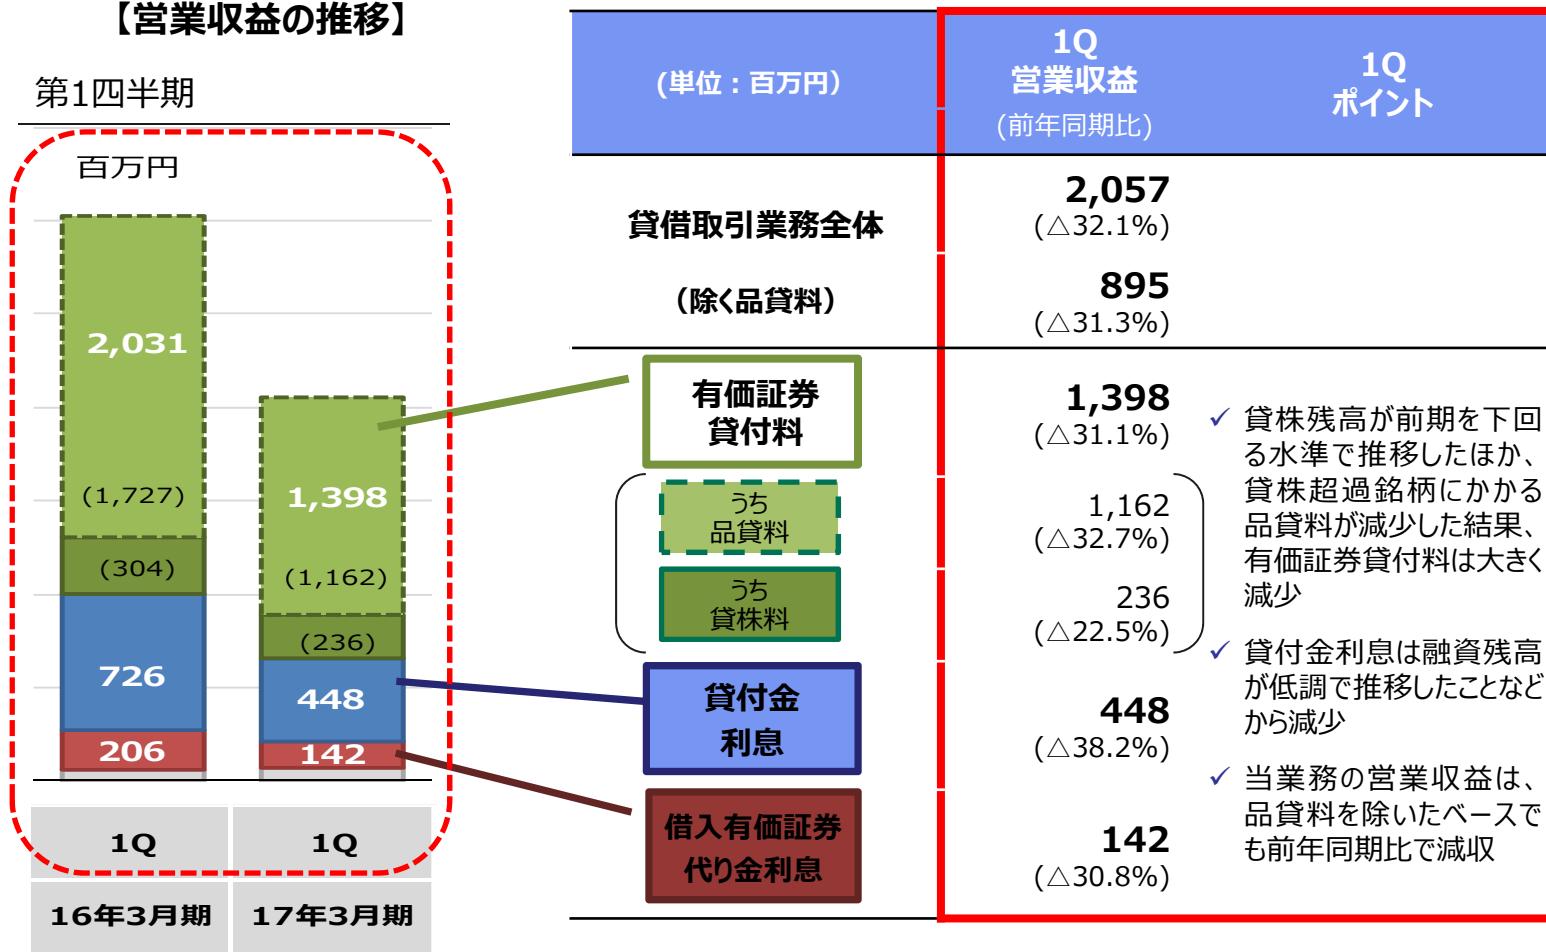 【営業収益の推移】
第1四半期
百万円
2,031
(1,727)
(304)
726
206
1,398
(1,162)
(236)
448
142
1Q
1Q
16年3月期
17年3月期
(単位：百万円)
1Q
営業収益
(前年同期比)
1Q
ポイント
貸借取引業務全体
2,057
(△32.1%)
(除く品貸料)
895
(△31.3%)
有価証券
貸付料
1,398
(△31.1%)
うち
品貸料
1,162
(△32.7%)
うち
貸株料
236
(△22.5%)
貸付金
利息
448
(△38.2%)
借入有価証券
代り金利息
142
(△30.8%)
✓ 貸株残高が前期を下回
る水準で推移したほか、
貸株超過銘柄にかかる
品貸料が減少した結果、
有価証券貸付料は大きく
減少
✓ 貸付金利息は融資残高
が低調で推移したことなど
から減少
✓ 当業務の営業収益は、
品貸料を除いたベースで
も前年同期比で減収